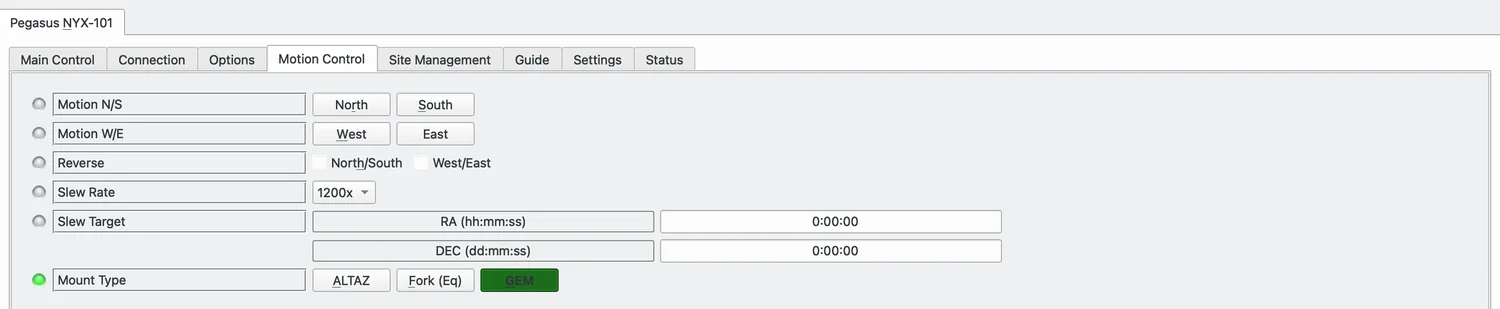 Pegasus NYX-101
Main Control Connection Options Motion Control Site Management Guide Settings Status
Motion N/S North South
Motion W/E West East
Reverse North/South West/East
Slew Rate 1200x
Slew Target RA (hh:mm:ss) 0:00:00
DEC (dd:mm:ss) 0:00:00
Mount Type ALTAZ Fork (Eq) GEM